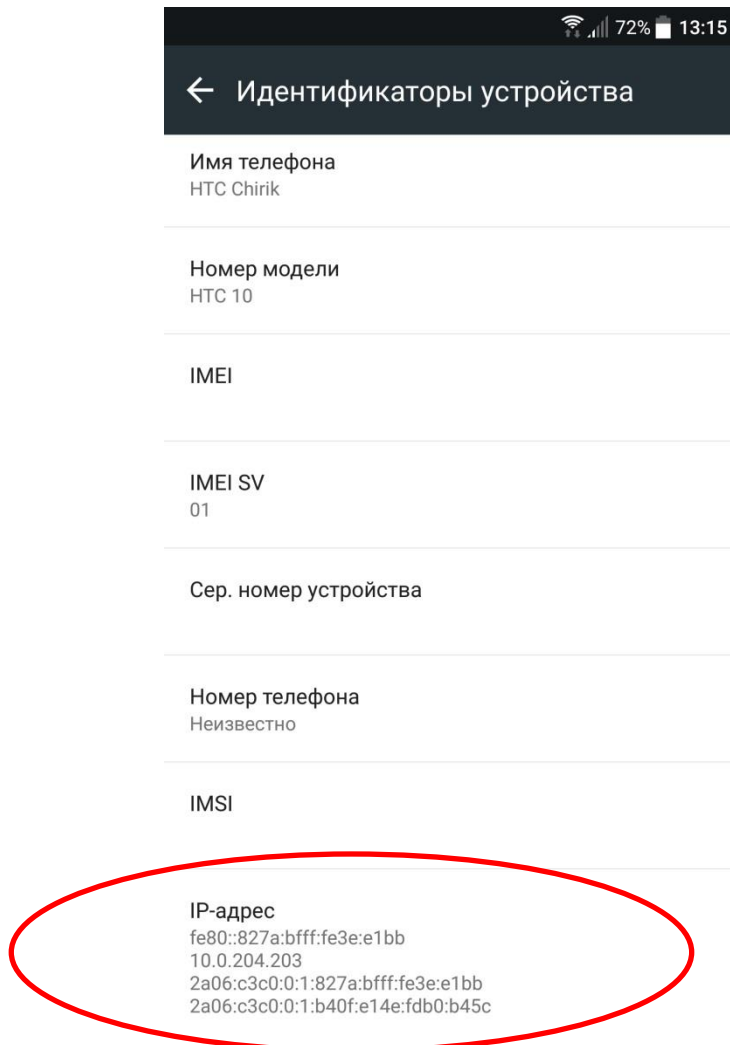 72% 13:15
Идентификаторы устройства
Имя телефона
HTC Chirik
Номер модели
HTC 10
IMEI
IMEI SV
01
Сер. номер устройства
Номер телефона
Неизвестно
IMSI
IP-адрес
fe80::827a:bfff:fe3e:e1bb
10.0.204.203
2a06:c3c0:0:1:827a:bfff:fe3e:e1bb
2a06:c3c0:0:1:b40f:e14e:fdb0:b45c